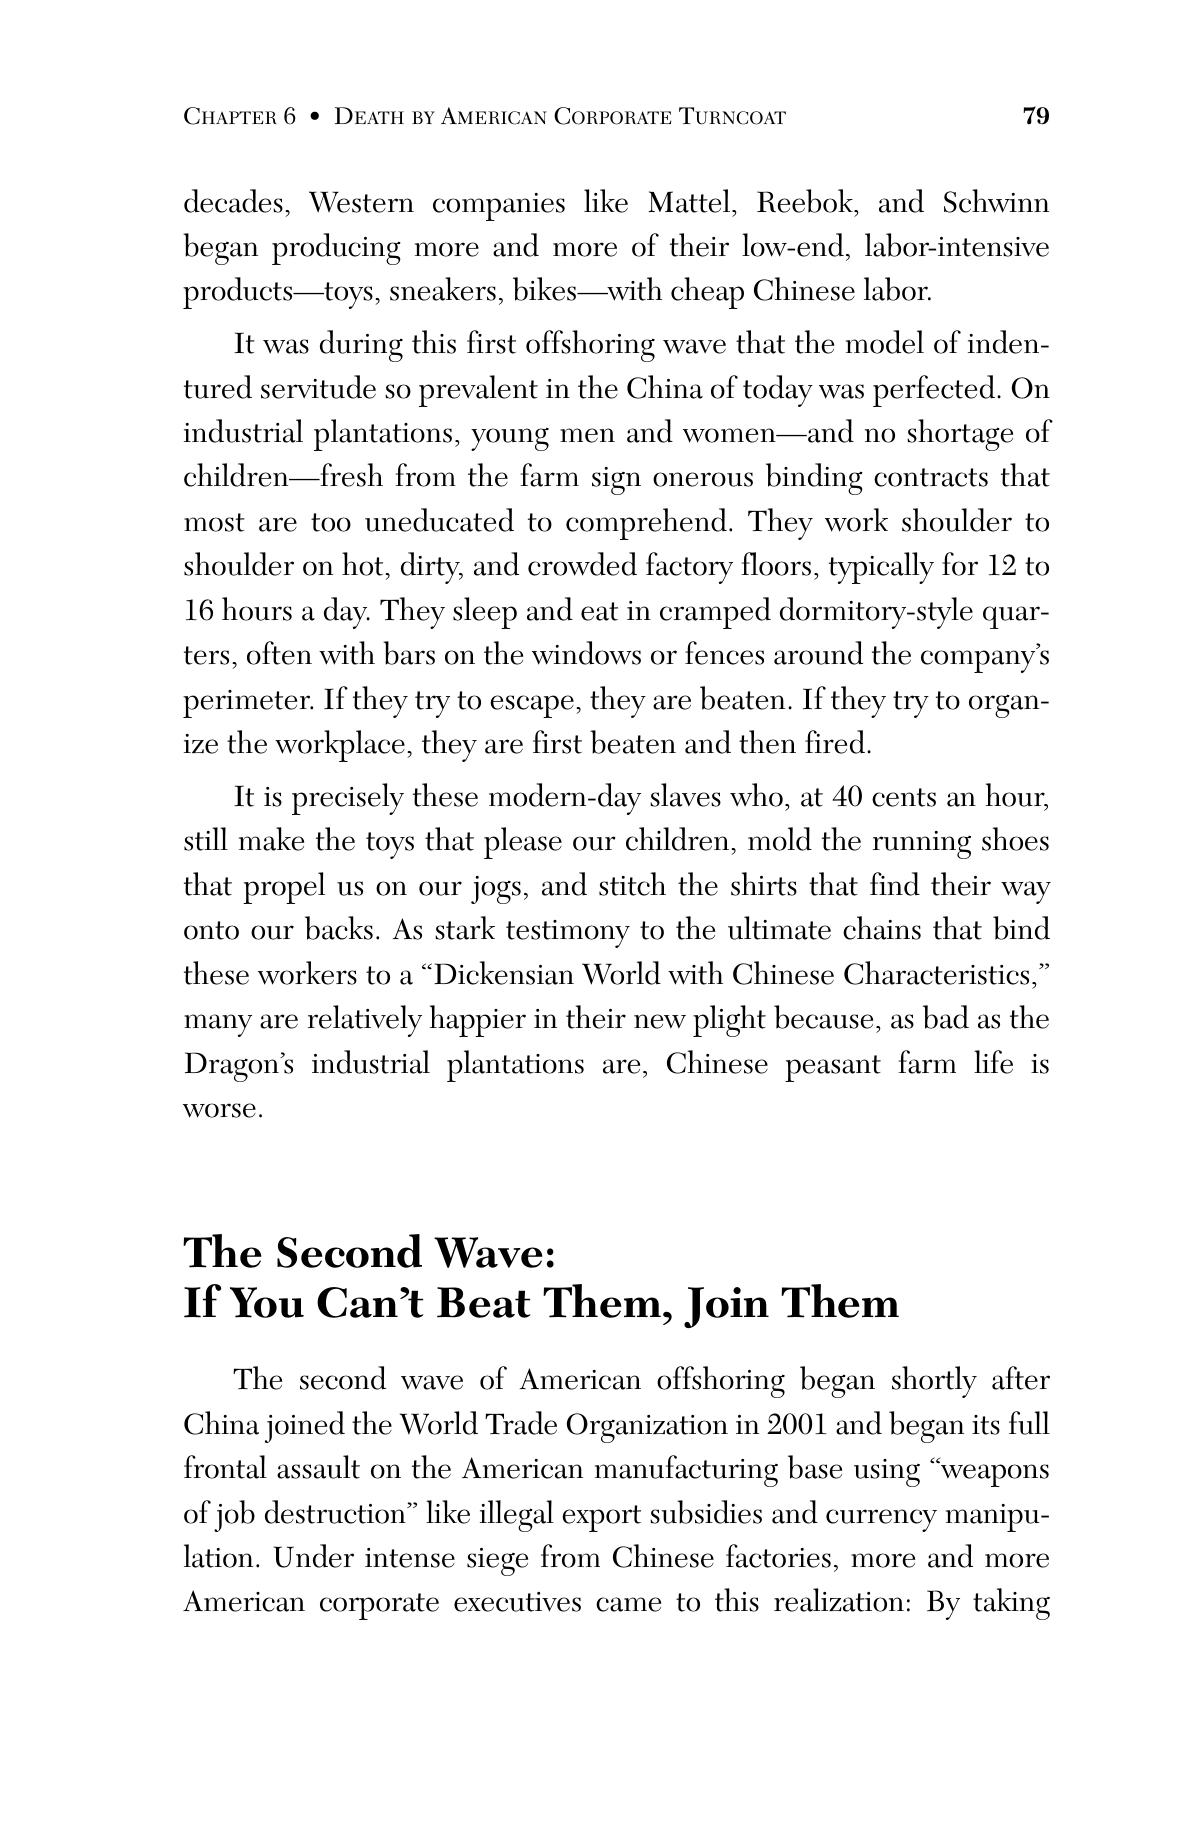 CHAPTER 6 • DEATH BY AMERICAN CORPORATE TURNCOAT 79
decades, Western companies like Mattel, Reebok, and Schwinn
began producing more and more of their low-end, labor-intensive
products—toys, sneakers, bikes—with cheap Chinese labor.
It was during this first offshoring wave that the model of inden-
tured servitude so prevalent in the China of today was perfected. On
industrial plantations, young men and women—and no shortage of
children—fresh from the farm sign onerous binding contracts that
most are too uneducated to comprehend. They work shoulder to
shoulder on hot, dirty, and crowded factory floors, typically for 12 to
16 hours a day. They sleep and eat in cramped dormitory-style quar-
ters, often with bars on the windows or fences around the company’s
perimeter. If they try to escape, they are beaten. If they try to organ-
ize the workplace, they are first beaten and then fired.
It is precisely these modern-day slaves who, at 40 cents an hour,
still make the toys that please our children, mold the running shoes
that propel us on our jogs, and stitch the shirts that find their way
onto our backs. As stark testimony to the ultimate chains that bind
these workers to a “Dickensian World with Chinese Characteristics,”
many are relatively happier in their new plight because, as bad as the
Dragon’s industrial plantations are, Chinese peasant farm life is
worse.
The Second Wave:
If You Can’t Beat Them, Join Them
The second wave of American offshoring began shortly after
China joined the World Trade Organization in 2001 and began its full
frontal assault on the American manufacturing base using “weapons
of job destruction” like illegal export subsidies and currency manipu-
lation. Under intense siege from Chinese factories, more and more
American corporate executives came to this realization: By taking